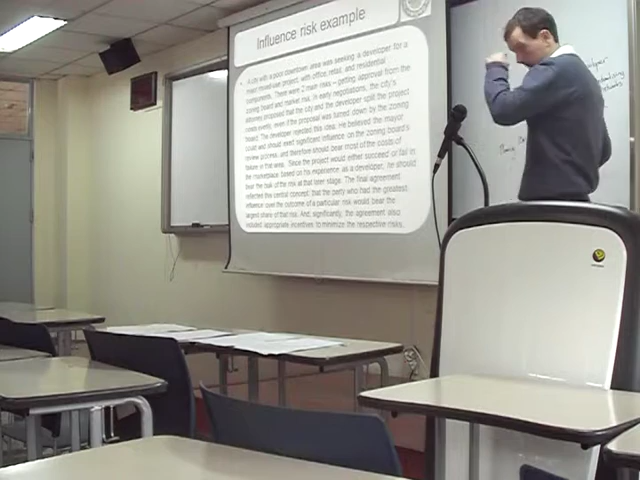 Influence risk example
• A city with a poor downtown area was seeking a developer for a
major mixed-use project, with office, retail, and residential
components. There were 2 main risks – getting approval from the
zoning board and market risk. In early negotiations, the city's
attorney proposed that the city and the developer split the project
costs evenly, even if the proposal was turned down by the zoning
board. The developer rejected this idea. He believed the mayor
could and should exert significant influence on the zoning board's
review process, and therefore should bear most of the costs of
failure in this area. Since the project would either succeed or fail in
the marketplace based on his experience as a developer, he should
bear the bulk of the risk at that later stage. The final agreement
reflected this central concept: that the party who had the greatest
influence over the outcome of a particular risk would bear the
largest share of that risk. And, significantly, the agreement also
included appropriate incentives to minimize the respective risks.